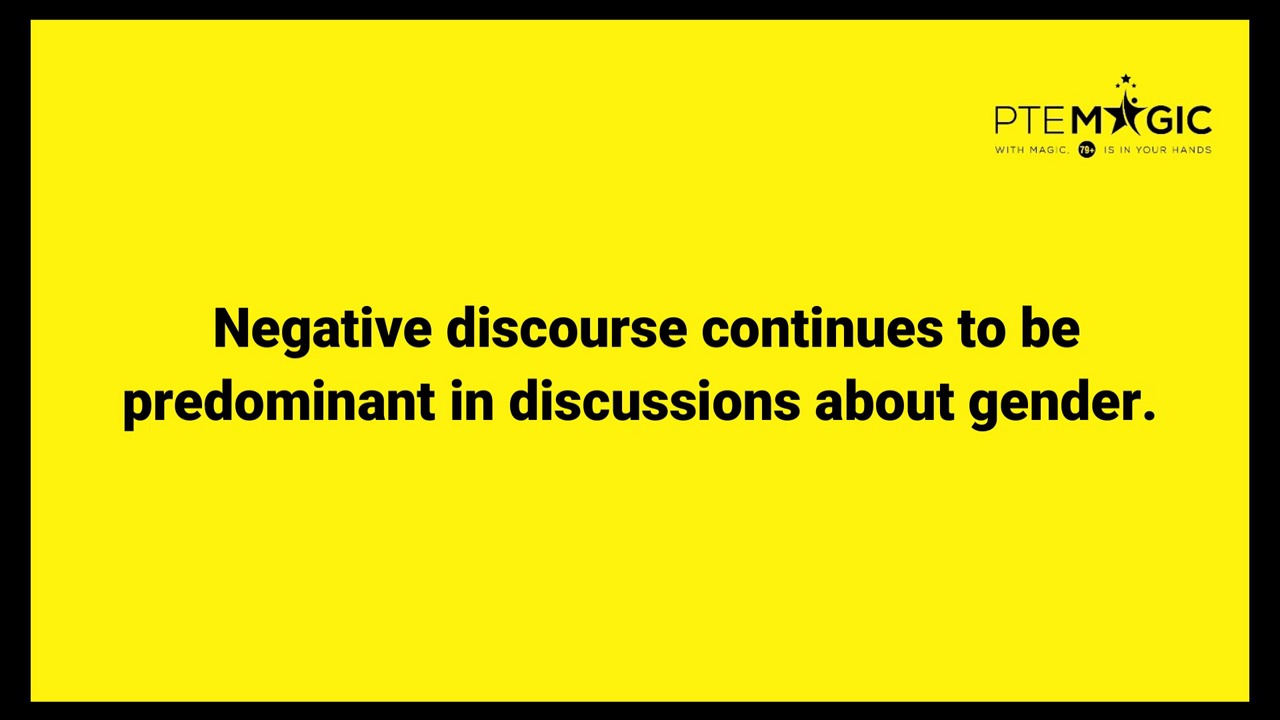 PTEMAGIC
WITH MAGIC, 79+ IS IN YOUR HANDS
Negative discourse continues to be
predominant in discussions about gender.